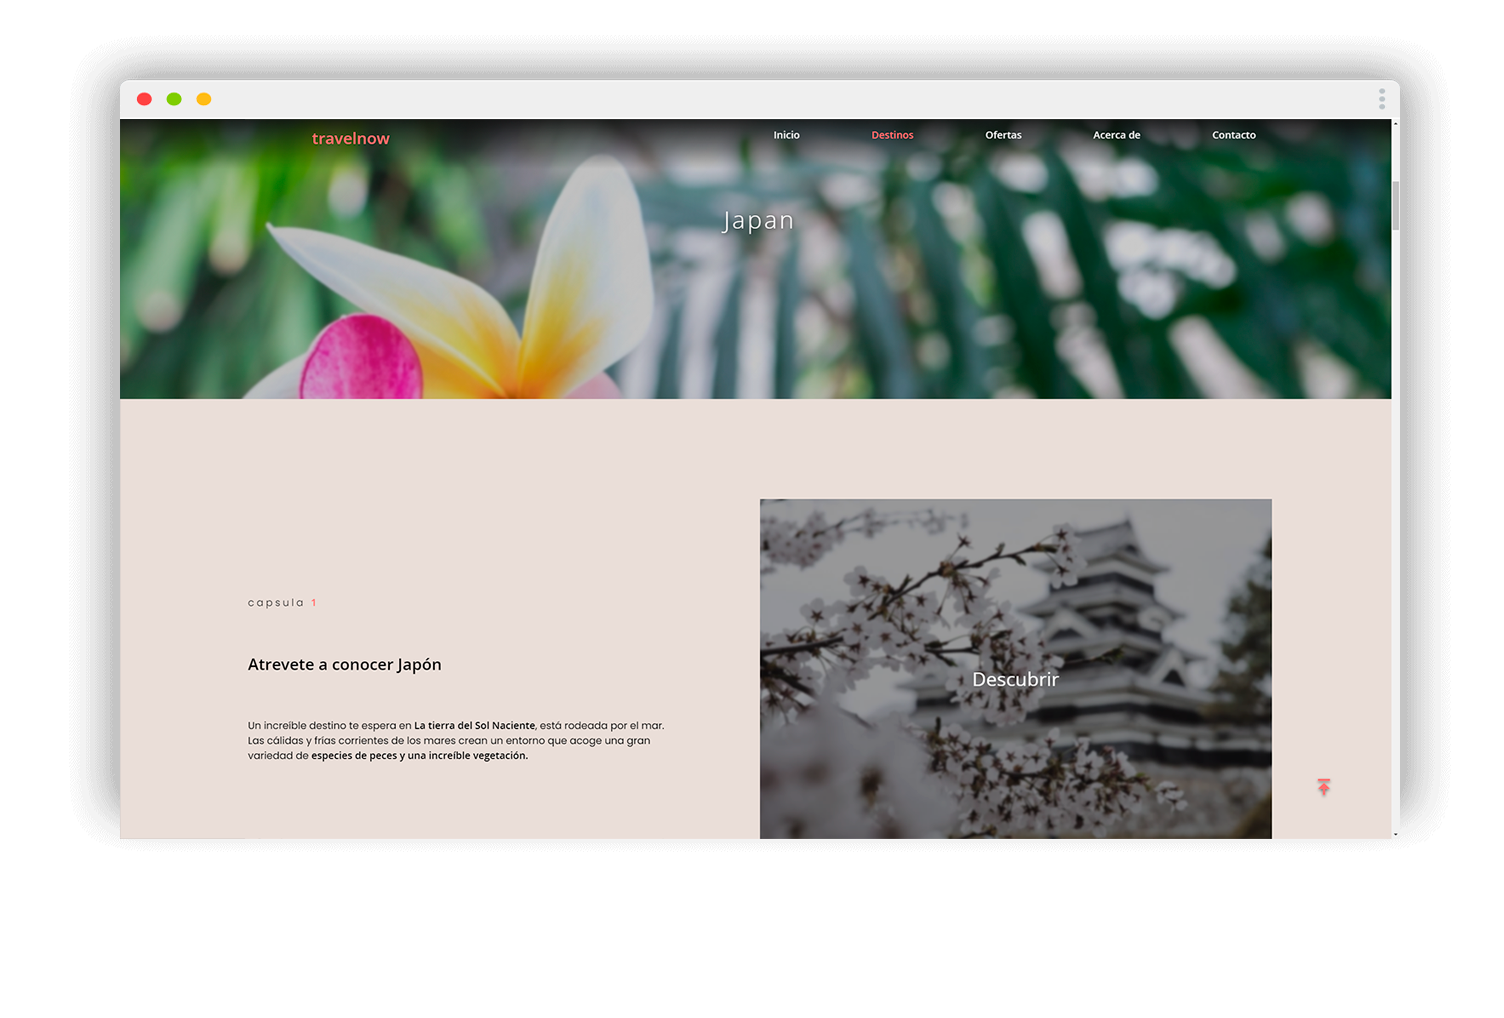 travelnow
Inicio Destinos Ofertas Acerca de Contacto
Japan
capsula 1
Atrevete a conocer Japón
Un increíble destino te espera en La tierra del Sol Naciente, está rodeada por el mar.
Las cálidas y frías corrientes de los mares crean un entorno que acoge una gran
variedad de especies de peces y una increíble vegetación.
Descubrir